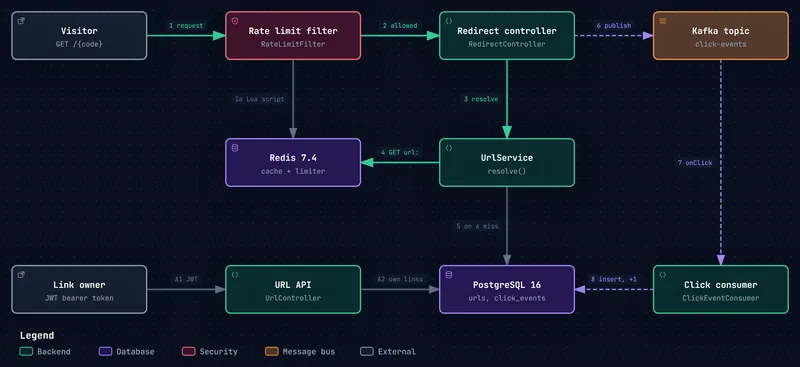 Visitor
GET /{code}
1 request
Rate limit filter
RateLimitFilter
2 allowed
Redirect controller
RedirectController
6 publish
Kafka topic
click-events
2a Lua script
3 resolve
Redis 7.4
cache + limiter
4 GET url:
UrlService
resolve()
7 onClick
5 on a miss
Link owner
JWT bearer token
A1 JWT
URL API
UrlController
A2 own links
PostgreSQL 16
urls, click_events
8 insert, +1
Click consumer
ClickEventConsumer
Legend
Backend
Database
Security
Message bus
External